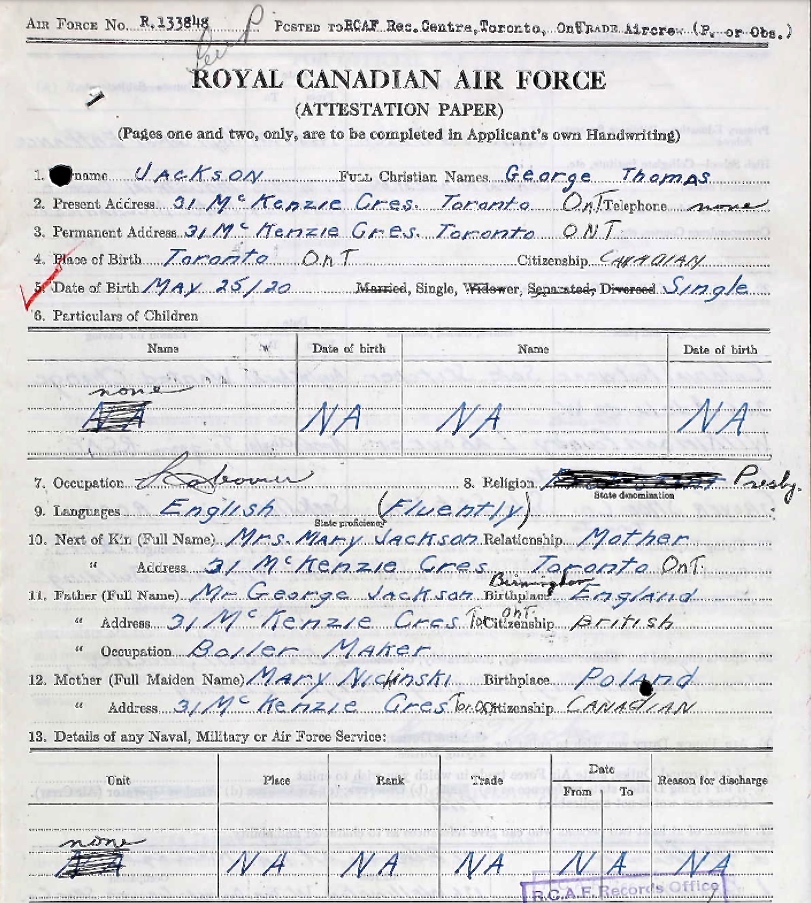 AIR FORCE NO. R.133848 POSTED TO RCAF Rec. Centre, Toronto, Ont TRADE Aircrew (P. or Obs.)
ROYAL CANADIAN AIR FORCE
(ATTESTATION PAPER)
(Pages one and two, only, are to be completed in Applicant's own Handwriting)
1. name JACKSON FULL CHRISTIAN NAMES George Thomas
2. Present Address 31 McKenzie Cres. Toronto Ont Telephone none
3. Permanent Address 31 McKenzie Cres. Toronto ONT
4. Place of Birth Toronto ONT Citizenship CANADIAN
5. Date of Birth MAY 25/20 Married, Single, Widower, Separated, Divorced Single
6. Particulars of Children
Name Date of birth Name Date of birth
none
NA NA NA
7. Occupation Labourer 8. Religion Presby.
State denomination
9. Languages English (Fluently)
State proficiency
10. Next of Kin (Full Name) Mrs. Mary Jackson Relationship Mother
" Address 31 McKenzie Cres Toronto Ont.
11. Father (Full Name) Mr George Jackson Birthplace Birmingham England
" Address 31 McKenzie Cres Tor. Ont. Citizenship British
" Occupation Boiler Maker
12. Mother (Full Maiden Name) Mary Nicinski Birthplace Poland
" Address 31 McKenzie Cres Tor. Ont Citizenship CANADIAN
13. Details of any Naval, Military or Air Force Service:
Unit Place Rank Trade Date Reason for discharge
From To
none
NA NA NA NA NA
R.C.A.F. Records Office